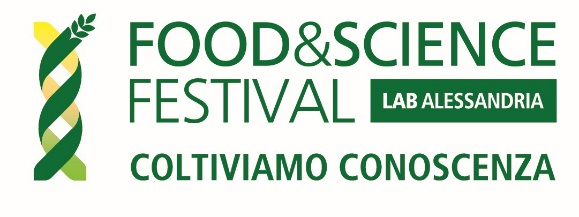 FOOD&SCIENCE
FESTIVAL LAB ALESSANDRIA
COLTIVIAMO CONOSCENZA